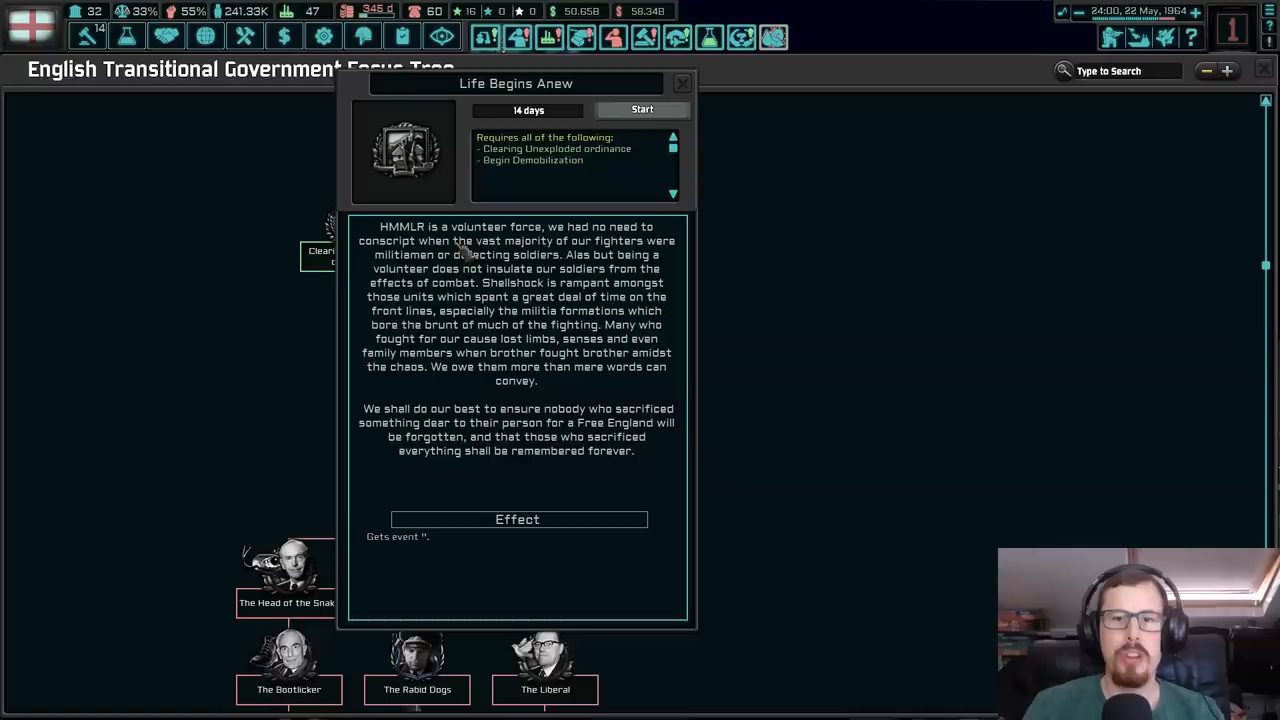 32 33% 55% 241.33K 47 345 d 60 16 0 0 $ 50.65B $ 58.34B
24:00, 22 May, 1964
14
1
English Transitional Government Focus Tree
Type to Search
Life Begins Anew
14 days
Start
Requires all of the following:
- Clearing Unexploded ordinance
- Begin Demobilization
HMMLR is a volunteer force, we had no need to
conscript when the vast majority of our fighters were
militiamen or defecting soldiers. Alas but being a
volunteer does not insulate our soldiers from the
effects of combat. Shellshock is rampant amongst
those units which spent a great deal of time on the
front lines, especially the militia formations which
bore the brunt of much of the fighting. Many who
fought for our cause lost limbs, senses and even
family members when brother fought brother amidst
the chaos. We owe them more than mere words can
convey.
We shall do our best to ensure nobody who sacrificed
something dear to their person for a Free England will
be forgotten, and that those who sacrificed
everything shall be remembered forever.
Effect
Gets event ".
Cleari
The Head of the Snak
The Bootlicker
The Rabid Dogs
The Liberal